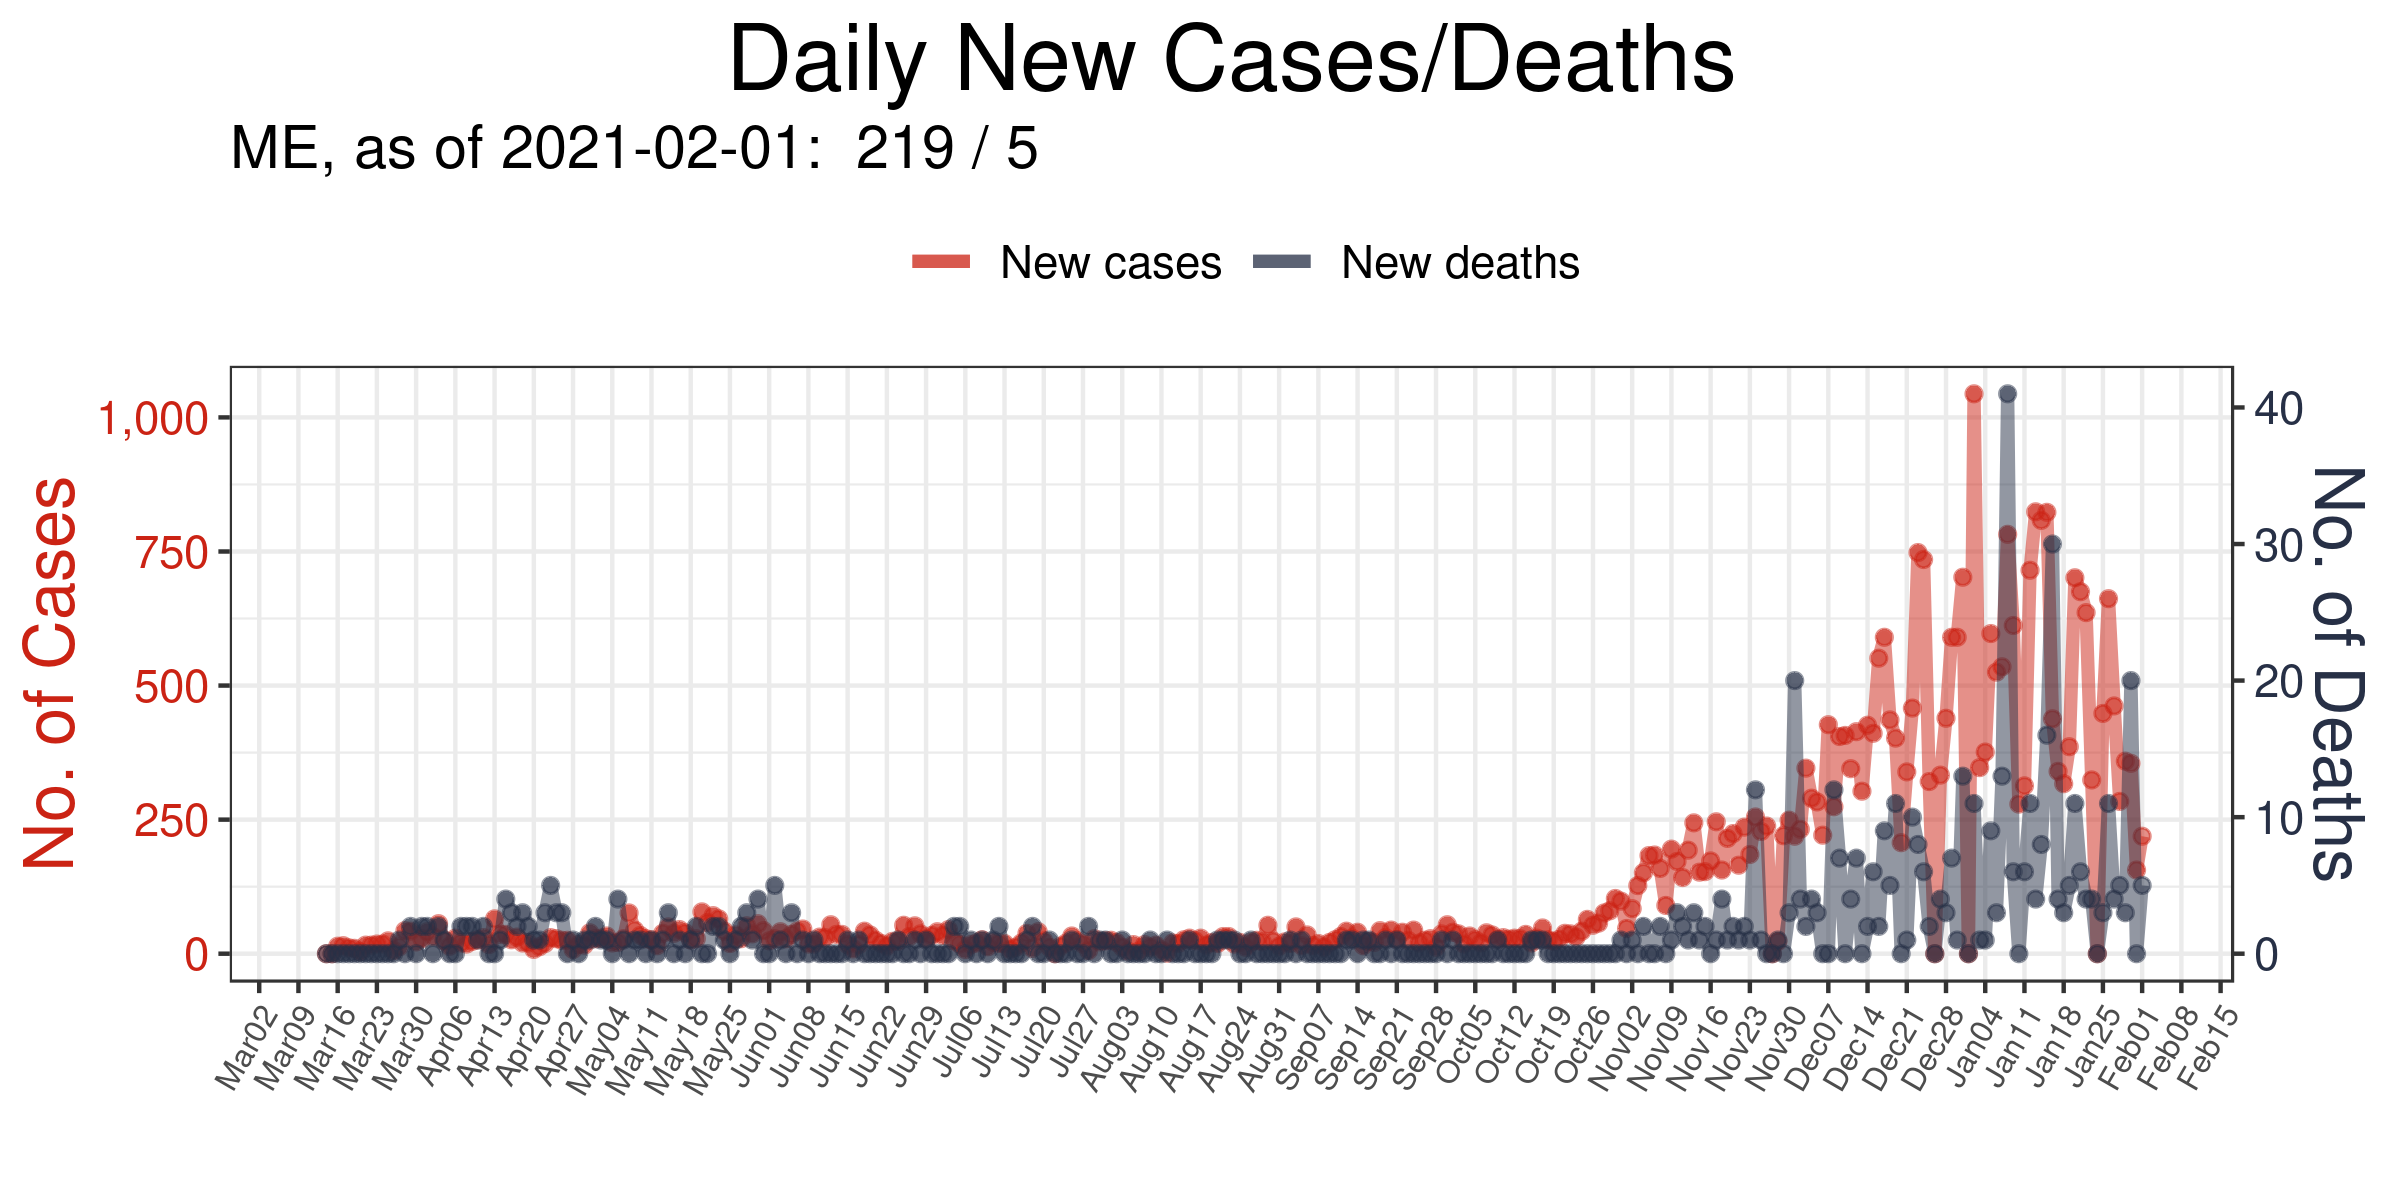 Daily New Cases/Deaths
ME, as of 2021-02-01: 219 / 5
New cases
New deaths
No. of Cases
1,000
750
500
250
0
40
30
20
10
0
No. of Deaths
Mar02
Mar09
Mar16
Mar23
Mar30
Apr06
Apr13
Apr20
Apr27
May04
May11
May18
May25
Jun01
Jun08
Jun15
Jun22
Jun29
Jul06
Jul13
Jul20
Jul27
Aug03
Aug10
Aug17
Aug24
Aug31
Sep07
Sep14
Sep21
Sep28
Oct05
Oct12
Oct19
Oct26
Nov02
Nov09
Nov16
Nov23
Nov30
Dec07
Dec14
Dec21
Dec28
Jan04
Jan11
Jan18
Jan25
Feb01
Feb08
Feb15